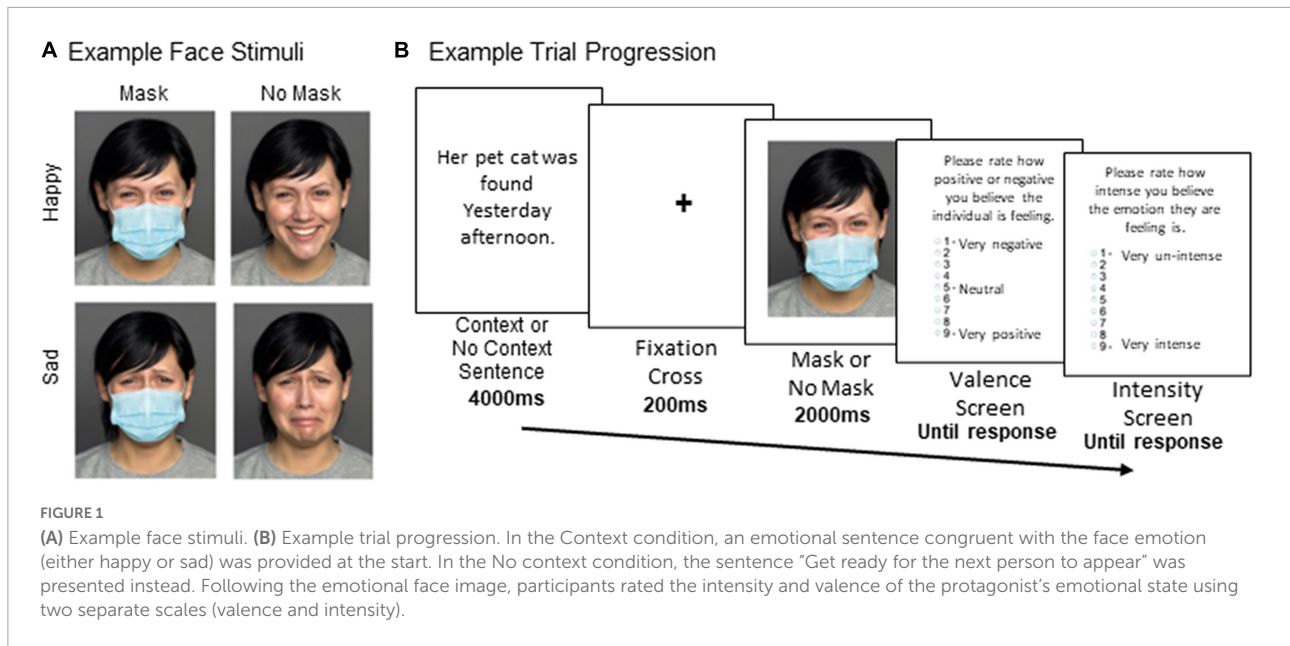 A Example Face Stimuli
Mask No Mask
Happy
Sad
B Example Trial Progression
Her pet cat was
found
Yesterday
afternoon.
Context or
No Context
Sentence
4000ms
+
Fixation
Cross
200ms
Mask or
No Mask
2000ms
Please rate how
positive or negative
you believe the
individual is feeling.
1 - Very negative
2
3
4
5 - Neutral
6
7
8
9 - Very positive
Valence
Screen
Until response
Please rate how
intense you believe
the emotion they are
feeling is.
1 - Very un-intense
2
3
4
5
6
7
8
9 - Very intense
Intensity
Screen
Until response
FIGURE 1
(A) Example face stimuli. (B) Example trial progression. In the Context condition, an emotional sentence congruent with the face emotion
(either happy or sad) was provided at the start. In the No context condition, the sentence “Get ready for the next person to appear” was
presented instead. Following the emotional face image, participants rated the intensity and valence of the protagonist’s emotional state using
two separate scales (valence and intensity).